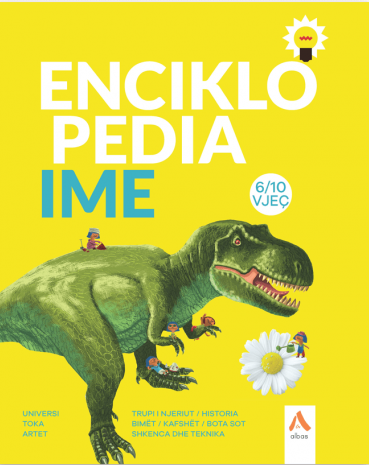 ENCIKLO
PEDIA
IME
6/10
VJEÇ
UNIVERSI
TOKA
ARTET
TRUPI I NJERIUT / HISTORIA
BIMËT / KAFSHËT / BOTA SOT
SHKENCA DHE TEKNIKA
albas